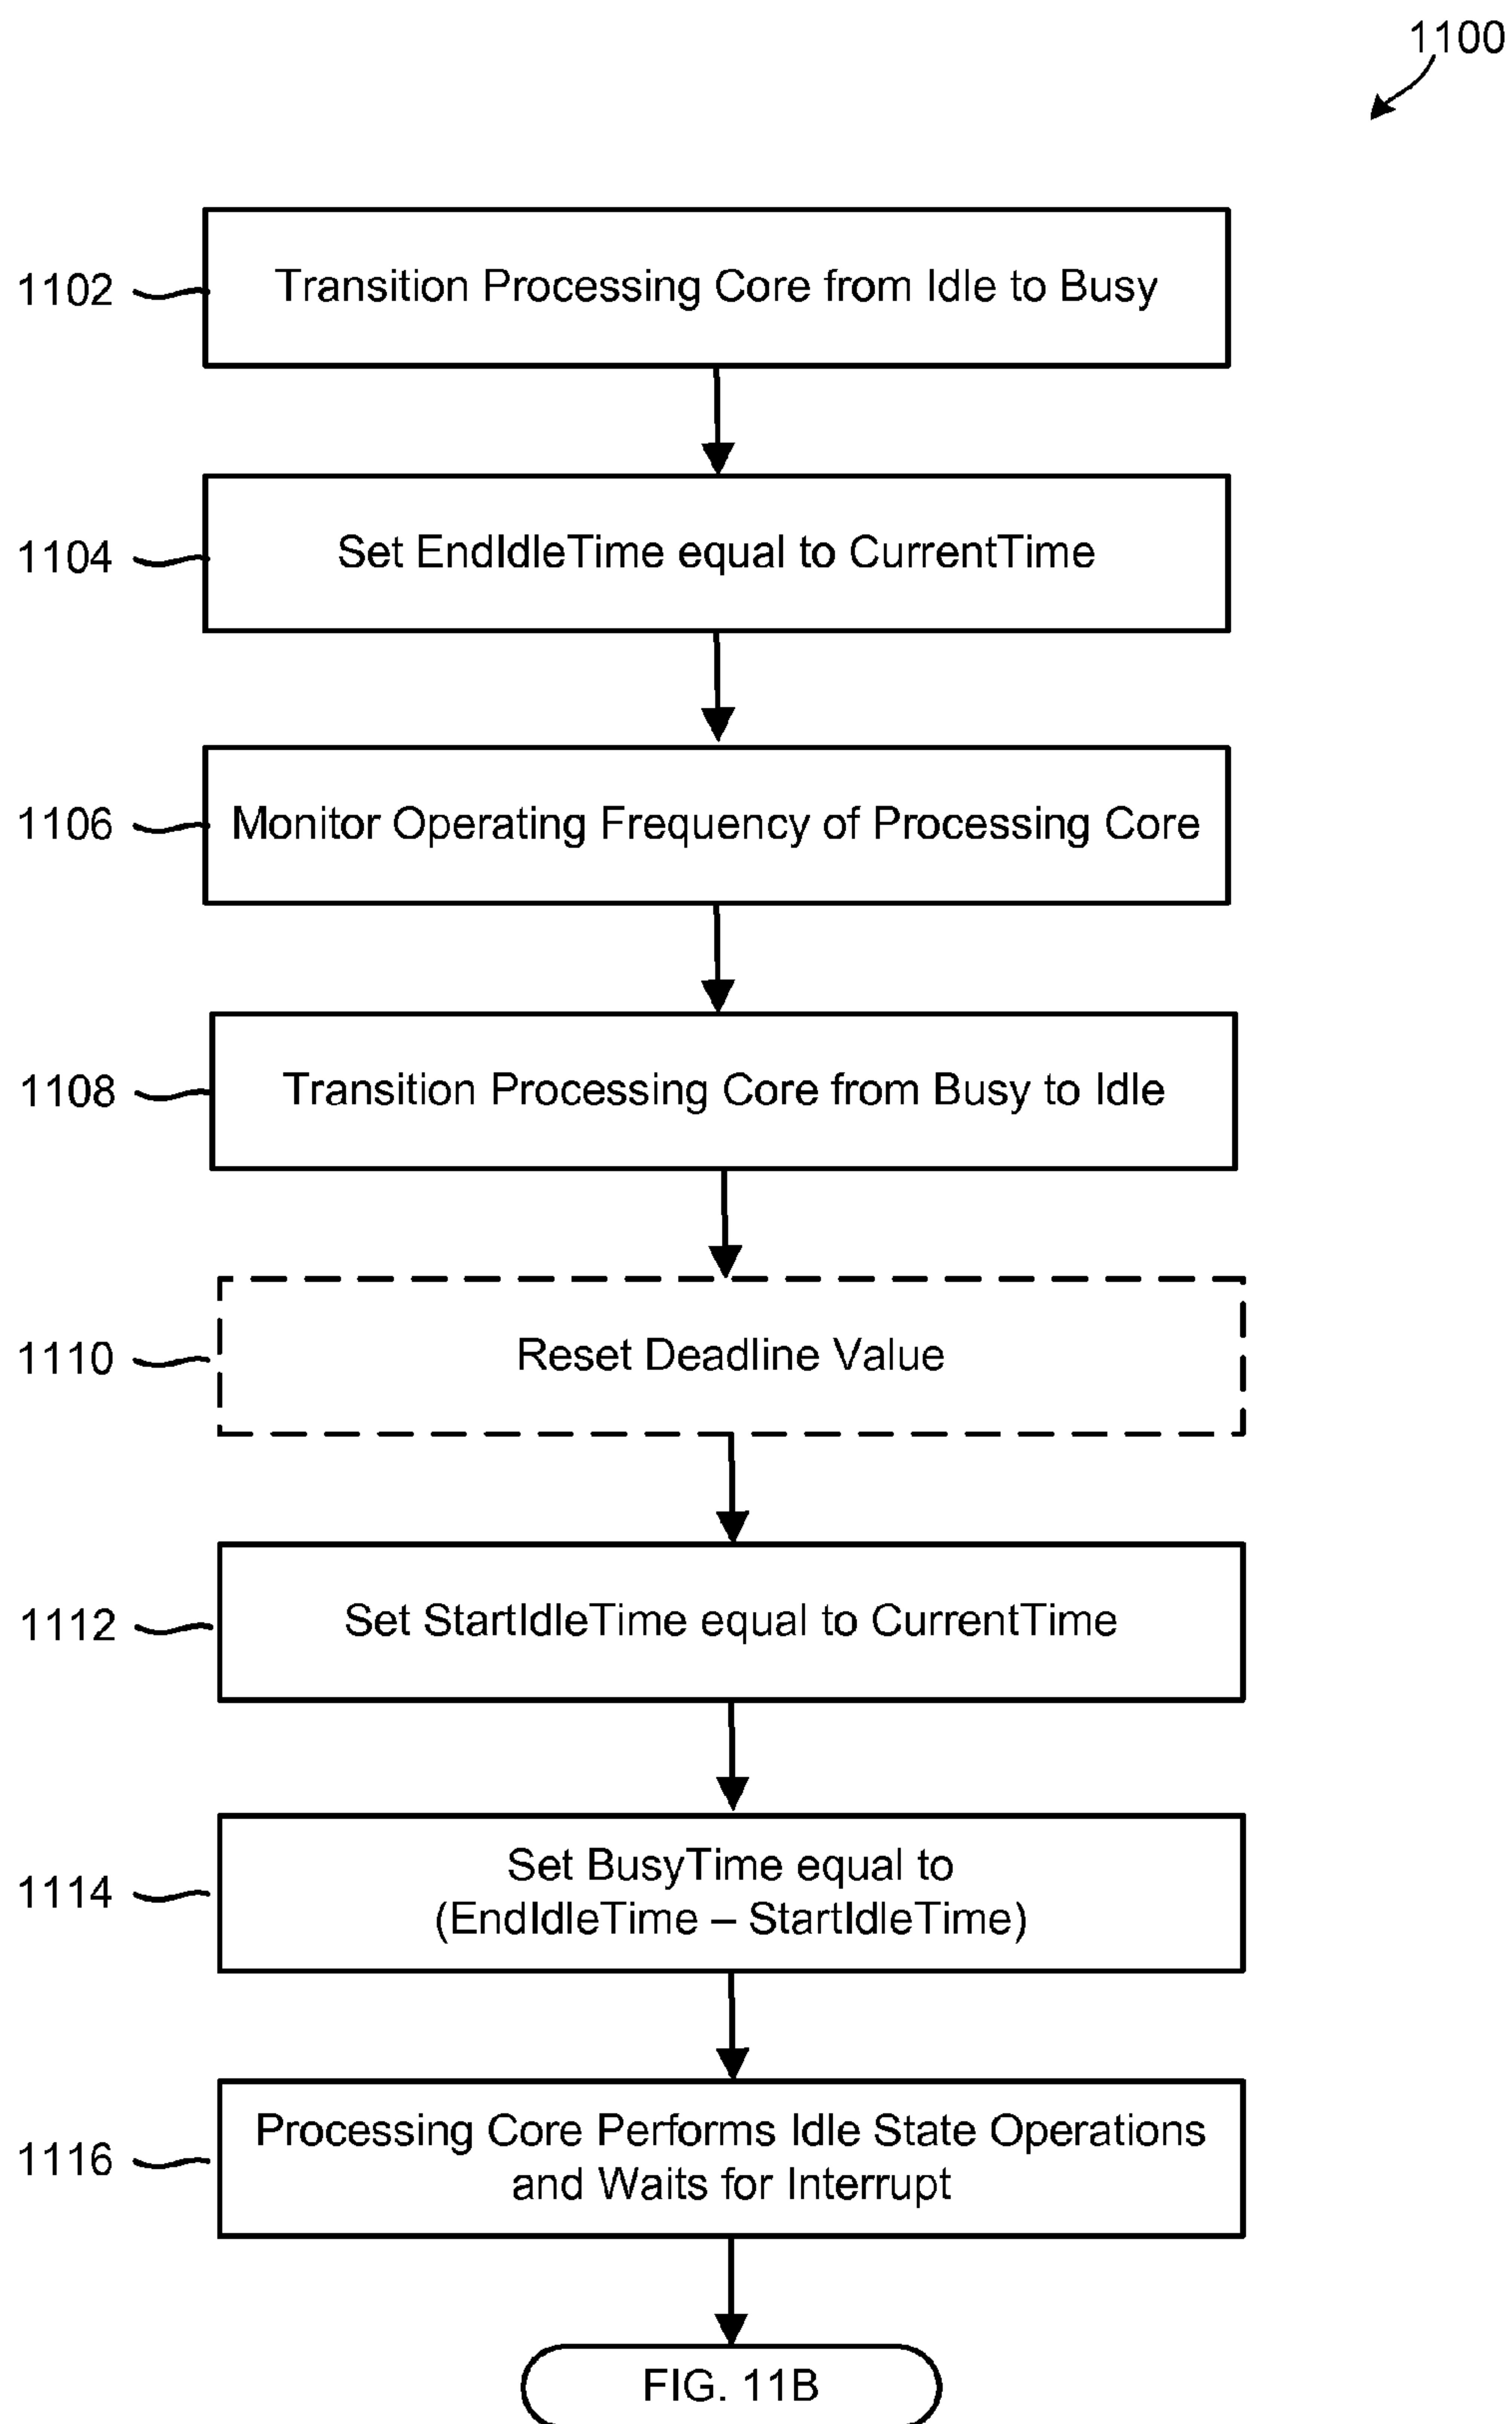 1100
1102
Transition Processing Core from Idle to Busy
1104
Set EndIdleTime equal to CurrentTime
1106
Monitor Operating Frequency of Processing Core
1108
Transition Processing Core from Busy to Idle
1110
Reset Deadline Value
1112
Set StartIdleTime equal to CurrentTime
1114
Set BusyTime equal to
(EndIdleTime – StartIdleTime)
1116
Processing Core Performs Idle State Operations
and Waits for Interrupt
FIG. 11B